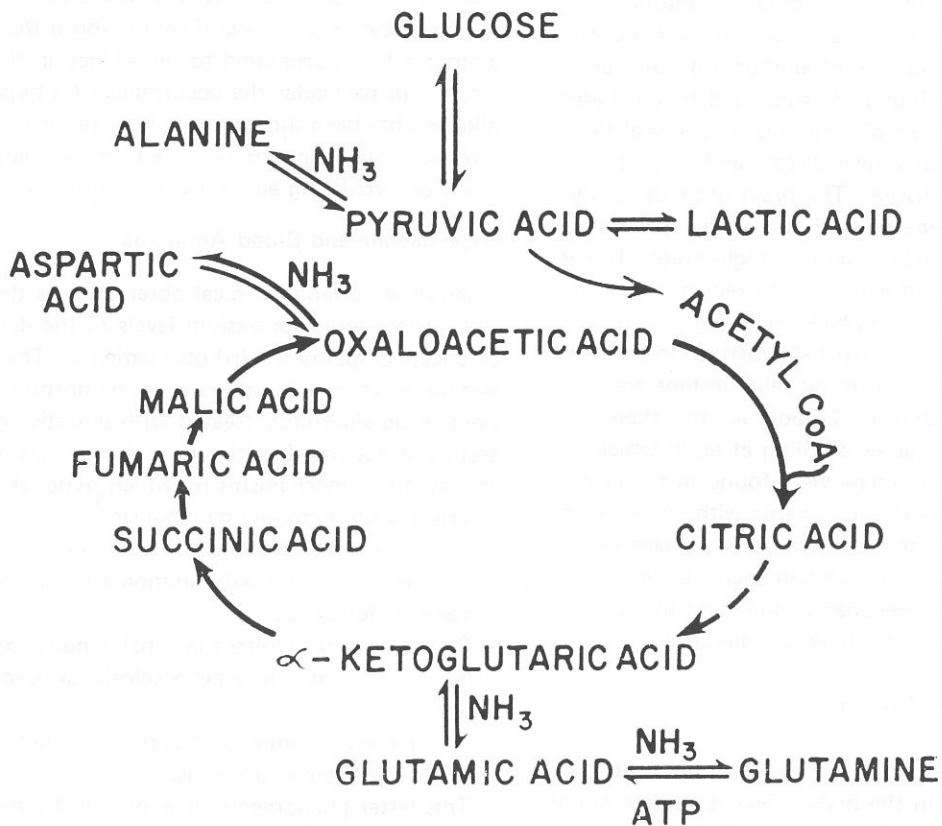 GLUCOSE
ALANINE
NH₃
PYRUVIC ACID
LACTIC ACID
ASPARTIC
ACID
NH₃
OXALOACETIC ACID
ACETYL CoA
MALIC ACID
FUMARIC ACID
SUCCINIC ACID
CITRIC ACID
α-KETOGLUTARIC ACID
NH₃
GLUTAMIC ACID
NH₃
ATP
GLUTAMINE